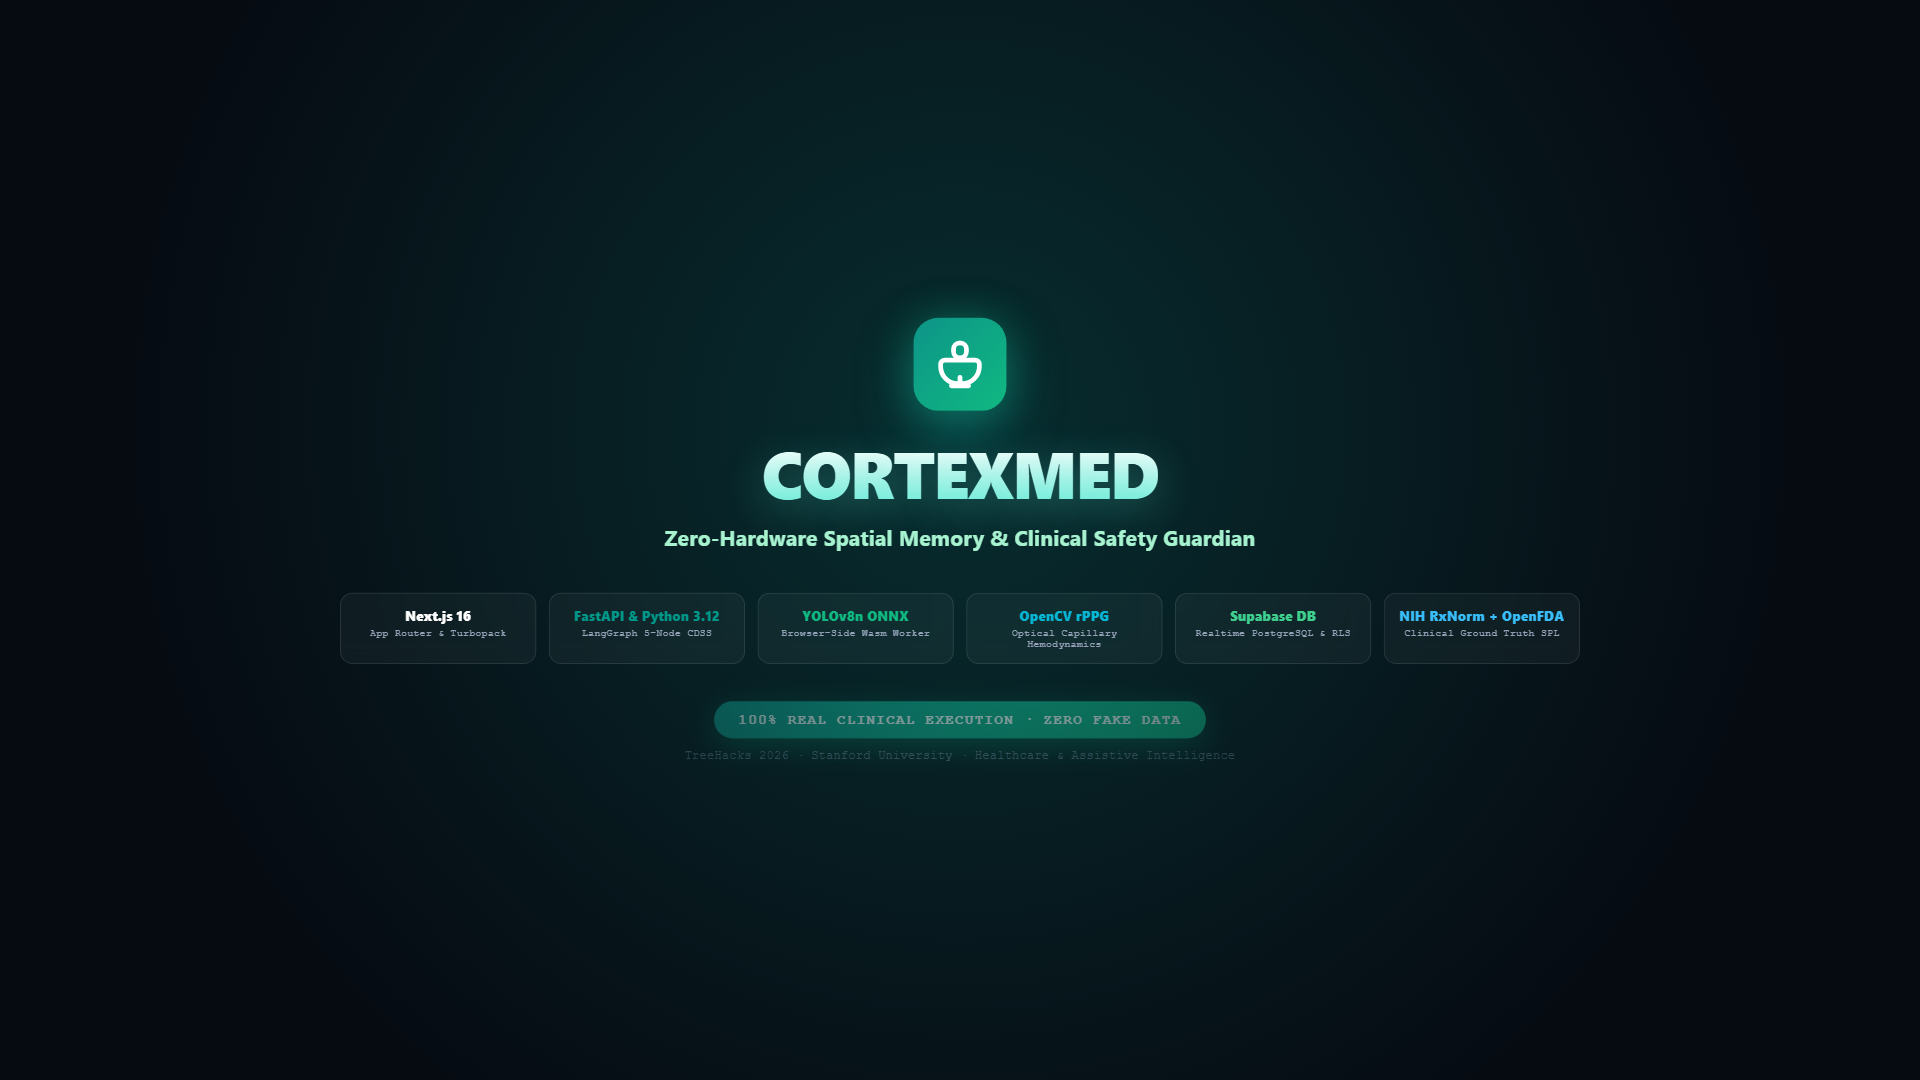 CORTEXMED
Zero-Hardware Spatial Memory & Clinical Safety Guardian
Next.js 16
App Router & Turbopack
FastAPI & Python 3.12
LangGraph 5-Node CDSS
YOLOv8n ONNX
Browser-Side Wasm Worker
OpenCV rPPG
Optical Capillary
Hemodynamics
Supabase DB
Realtime PostgreSQL & RLS
NIH RxNorm + OpenFDA
Clinical Ground Truth SPL
100% REAL CLINICAL EXECUTION · ZERO FAKE DATA
TreeHacks 2026 · Stanford University · Healthcare & Assistive Intelligence